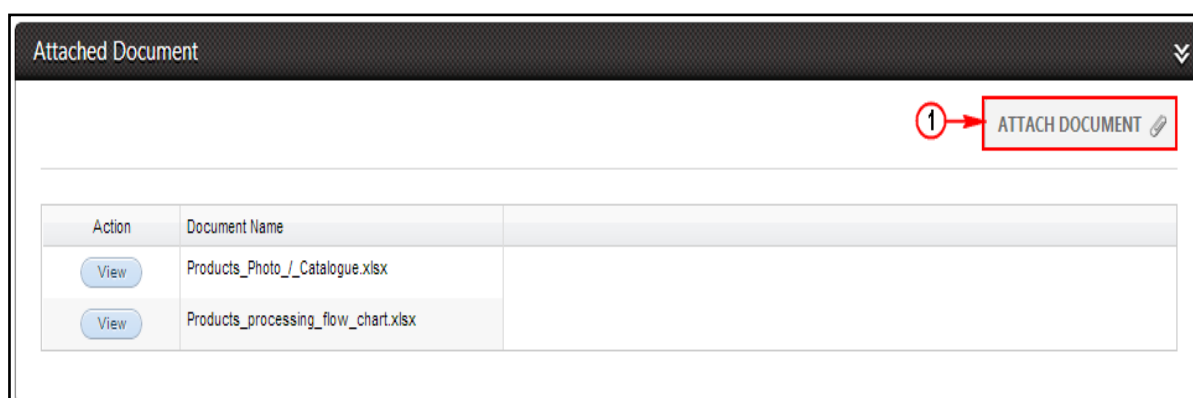 Attached Document
1 ATTACH DOCUMENT
Action Document Name
View Products_Photo_/_Catalogue.xlsx
View Products_processing_flow_chart.xlsx